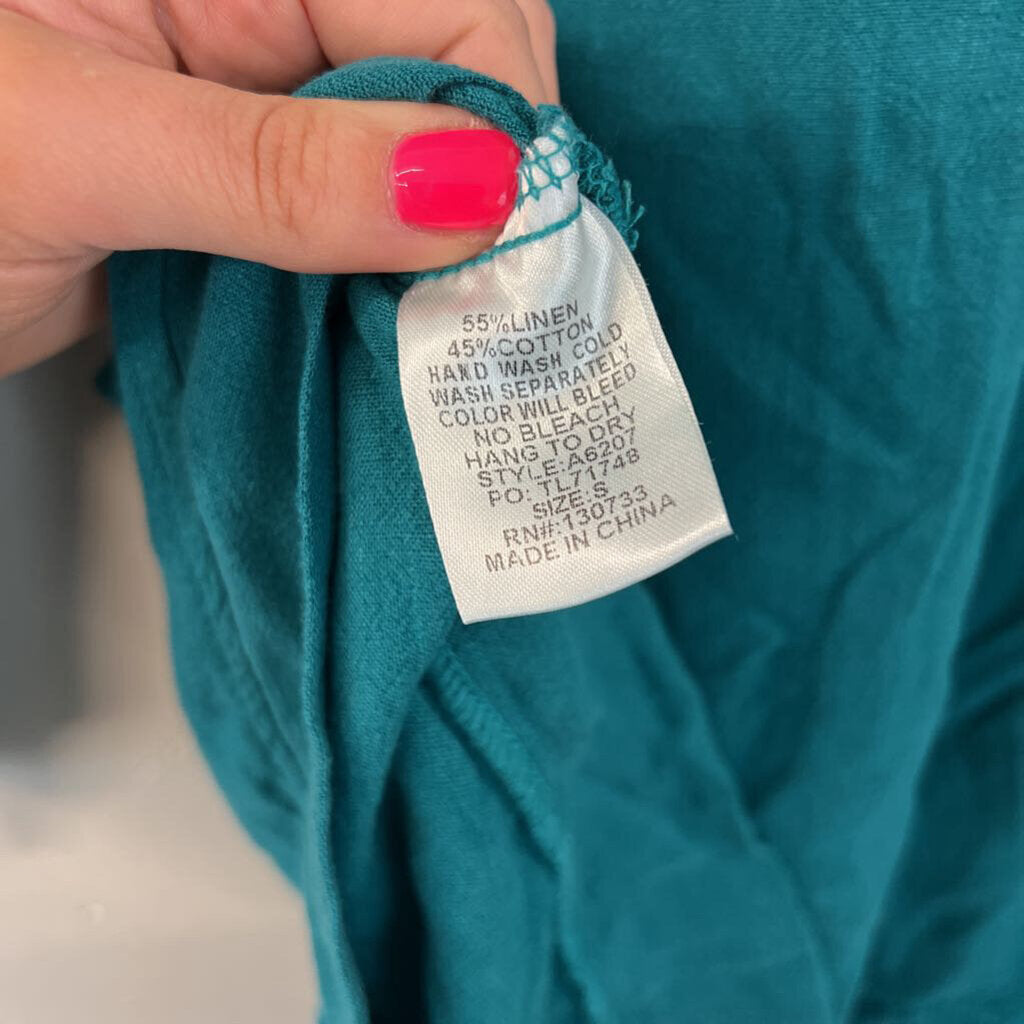 55%LINEN
45%COTTON
HAND WASH COLD
WASH SEPARATELY
COLOR WILL BLEED
NO BLEACH
HANG TO DRY
STYLE:A6207
PO: TL71748
SIZE:S
RN#:130733
MADE IN CHINA